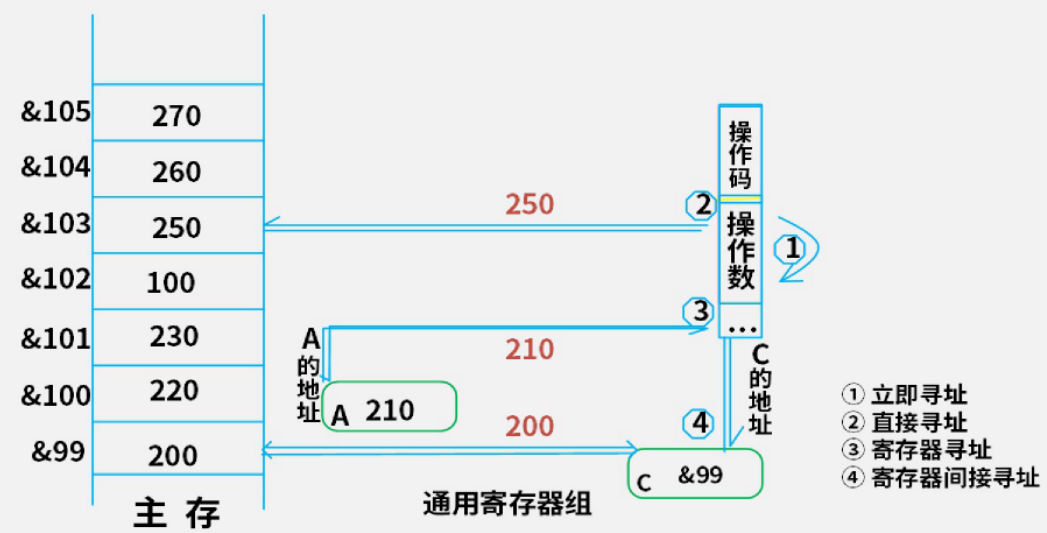 &105 270
&104 260
&103 250
&102 100
&101 230
&100 220
&99 200
主存
250
210
200
A的地址
A 210
通用寄存器组
操作码
操作数
...
①
②
③
④
C的地址
C &99
① 立即寻址
② 直接寻址
③ 寄存器寻址
④ 寄存器间接寻址